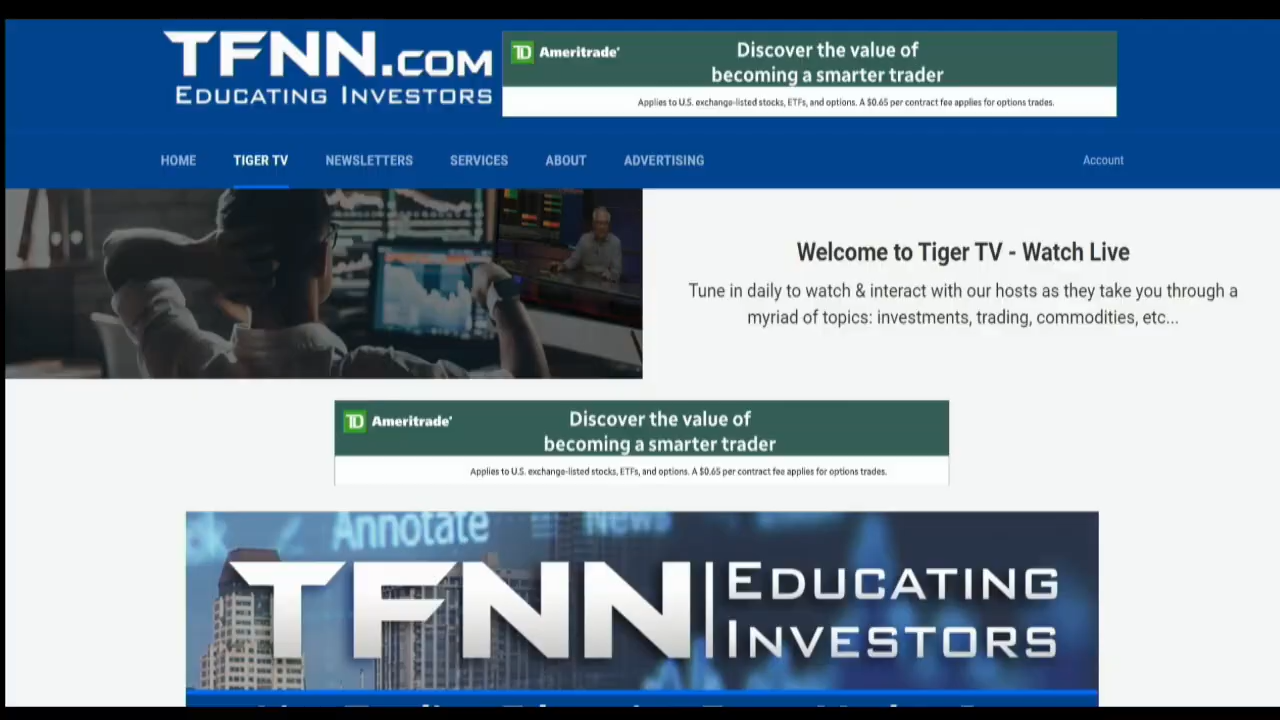 TFNN.COM
EDUCATING INVESTORS
TD Ameritrade
Discover the value of
becoming a smarter trader
Applies to U.S. exchange-listed stocks, ETFs, and options. A $0.65 per contract fee applies for options trades.
HOME TIGER TV NEWSLETTERS SERVICES ABOUT ADVERTISING Account
Welcome to Tiger TV - Watch Live
Tune in daily to watch & interact with our hosts as they take you through a
myriad of topics: investments, trading, commodities, etc...
TD Ameritrade
Discover the value of
becoming a smarter trader
Applies to U.S. exchange-listed stocks, ETFs, and options. A $0.65 per contract fee applies for options trades.
Annotate News
TFNN EDUCATING
INVESTORS